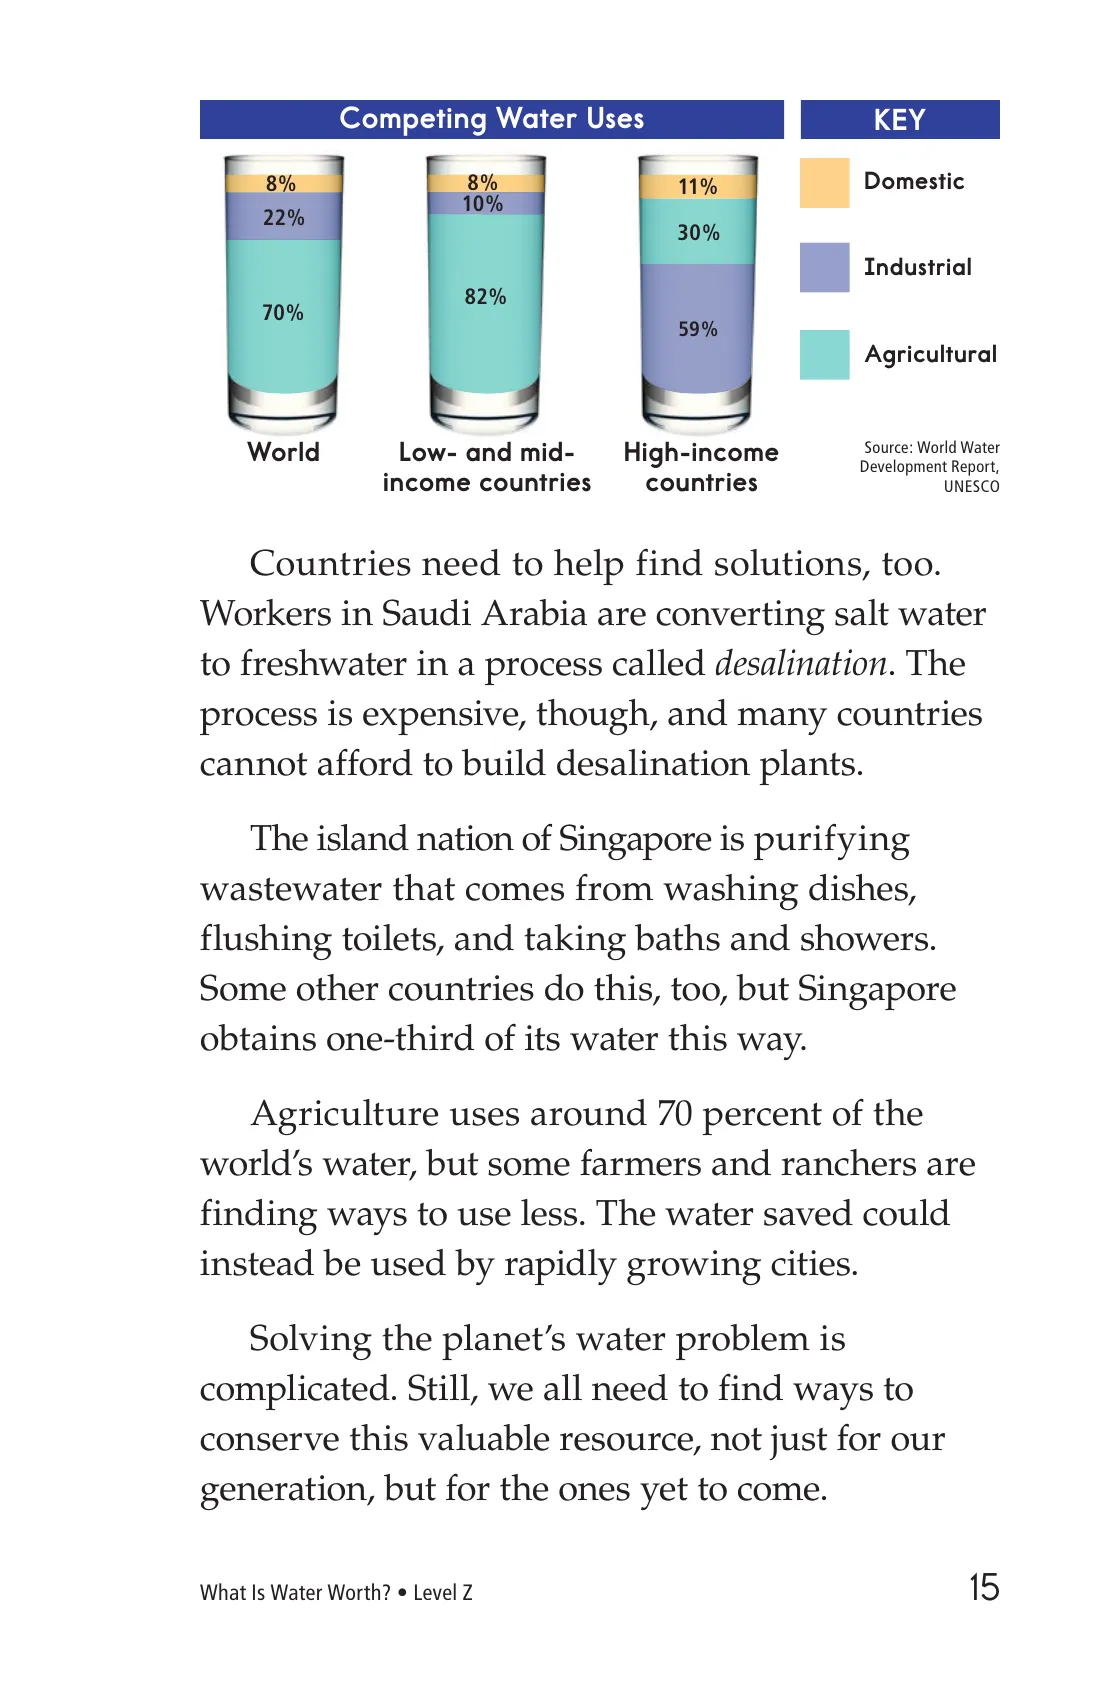 Competing Water Uses
KEY
8%
22%
70%
World
8%
10%
82%
Low- and mid-
income countries
11%
30%
59%
High-income
countries
Domestic
Industrial
Agricultural
Source: World Water
Development Report,
UNESCO
Countries need to help find solutions, too.
Workers in Saudi Arabia are converting salt water
to freshwater in a process called desalination. The
process is expensive, though, and many countries
cannot afford to build desalination plants.
The island nation of Singapore is purifying
wastewater that comes from washing dishes,
flushing toilets, and taking baths and showers.
Some other countries do this, too, but Singapore
obtains one-third of its water this way.
Agriculture uses around 70 percent of the
world’s water, but some farmers and ranchers are
finding ways to use less. The water saved could
instead be used by rapidly growing cities.
Solving the planet’s water problem is
complicated. Still, we all need to find ways to
conserve this valuable resource, not just for our
generation, but for the ones yet to come.
What Is Water Worth? • Level Z
15